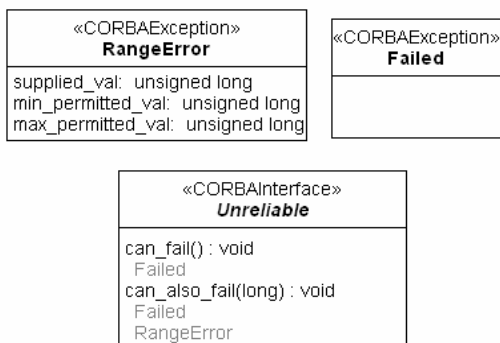 «CORBAException»
RangeError
supplied_val: unsigned long
min_permitted_val: unsigned long
max_permitted_val: unsigned long
«CORBAException»
Failed
«CORBAInterface»
Unreliable
can_fail() : void
Failed
can_also_fail(long) : void
Failed
RangeError